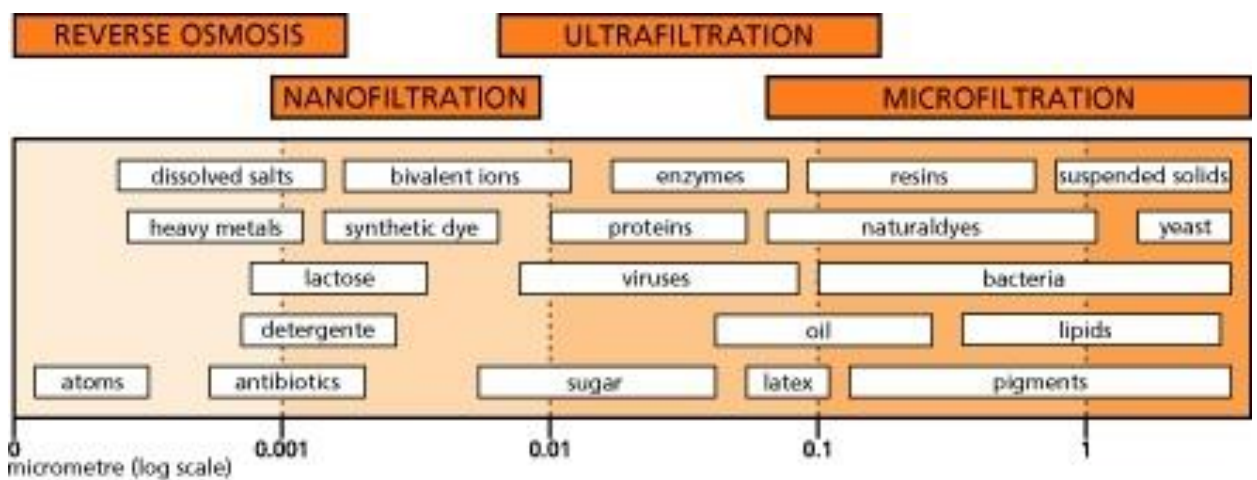 REVERSE OSMOSIS ULTRAFILTRATION
NANOFILTRATION MICROFILTRATION
dissolved salts bivalent ions enzymes resins suspended solids
heavy metals synthetic dye proteins naturaldyes yeast
lactose viruses bacteria
detergente oil lipids
atoms antibiotics sugar latex pigments
0 0.001 0.01 0.1 1
micrometre (log scale)